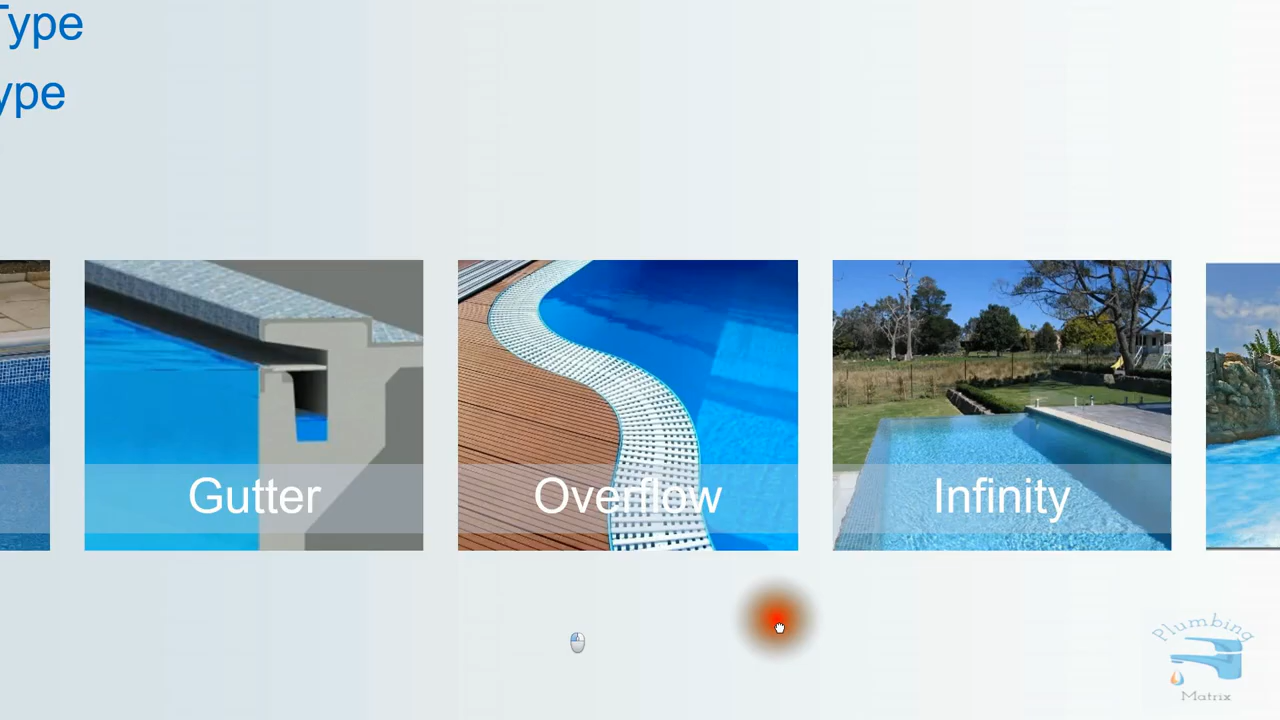 Type
ype
Gutter
Overflow
Infinity
Plumbing
Matrix